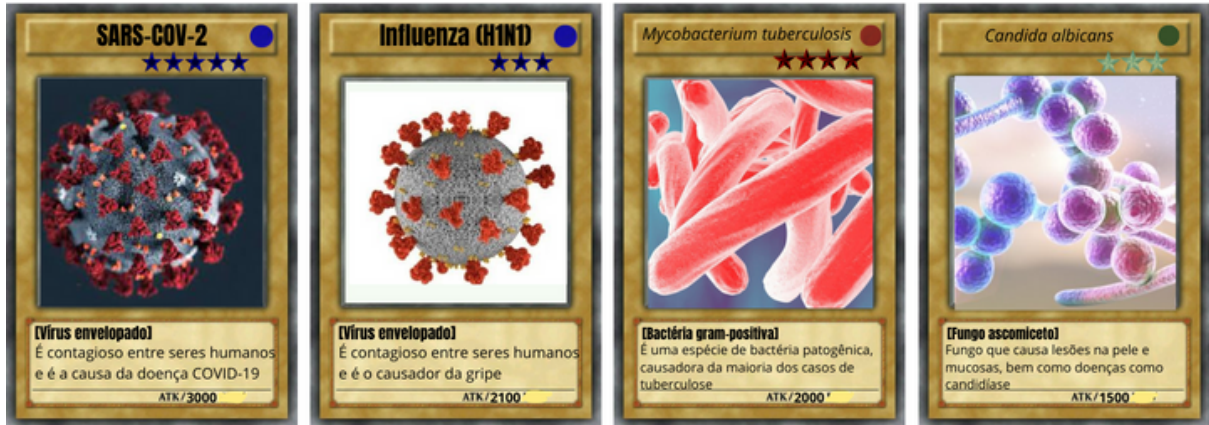 SARS-COV-2
[Vírus envelopado]
É contagioso entre seres humanos
e é a causa da doença COVID-19
ATK/3000
Influenza (H1N1)
[Vírus envelopado]
É contagioso entre seres humanos
e é o causador da gripe
ATK/2100
Mycobacterium tuberculosis
[Bactéria gram-positiva]
É uma espécie de bactéria patogênica,
causadora da maioria dos casos de
tuberculose
ATK/2000
Candida albicans
[Fungo ascomiceto]
Fungo que causa lesões na pele e
mucosas, bem como doenças como
candidíase
ATK/1500